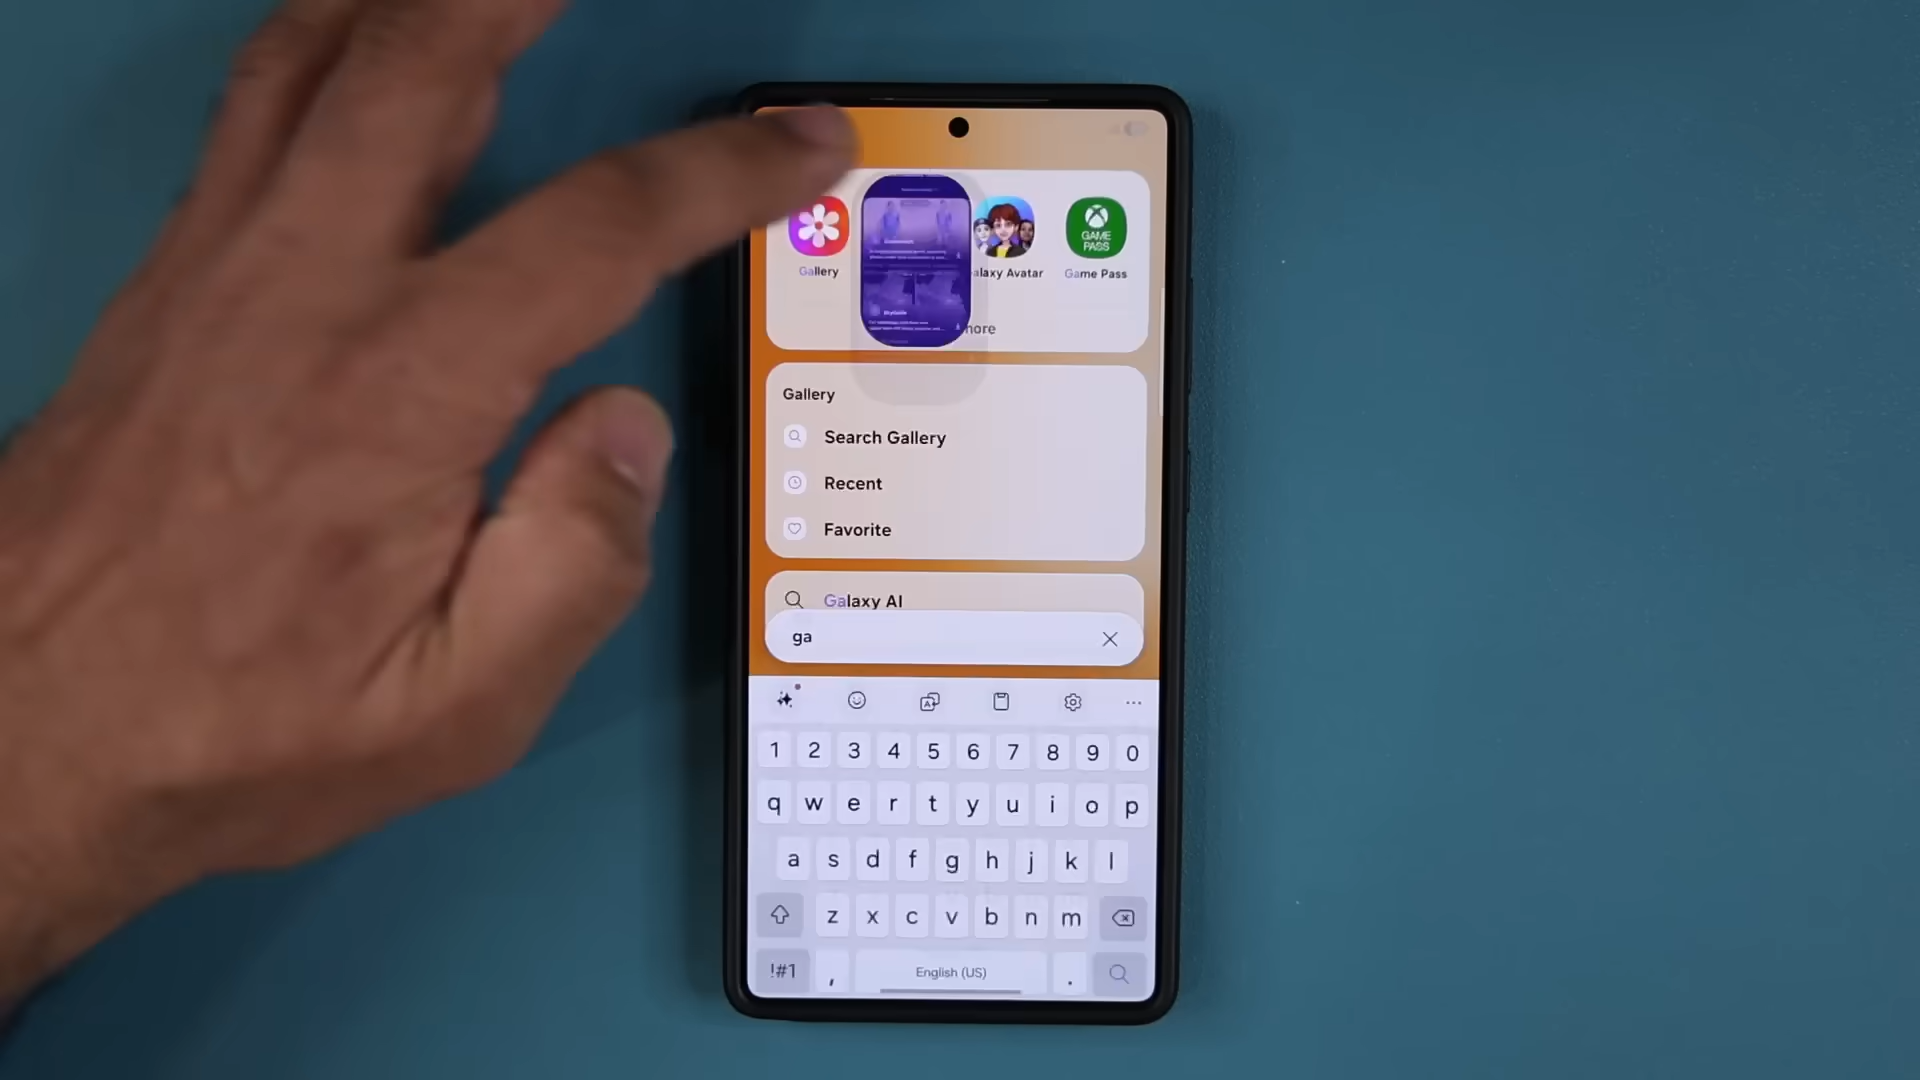 GAME
PASS
Gallery
alaxy Avatar
Game Pass
more
Gallery
Search Gallery
Recent
Favorite
Galaxy AI
ga
1 2 3 4 5 6 7 8 9 0
q w e r t y u i o p
a s d f g h j k l
z x c v b n m
!#1 , English (US) .